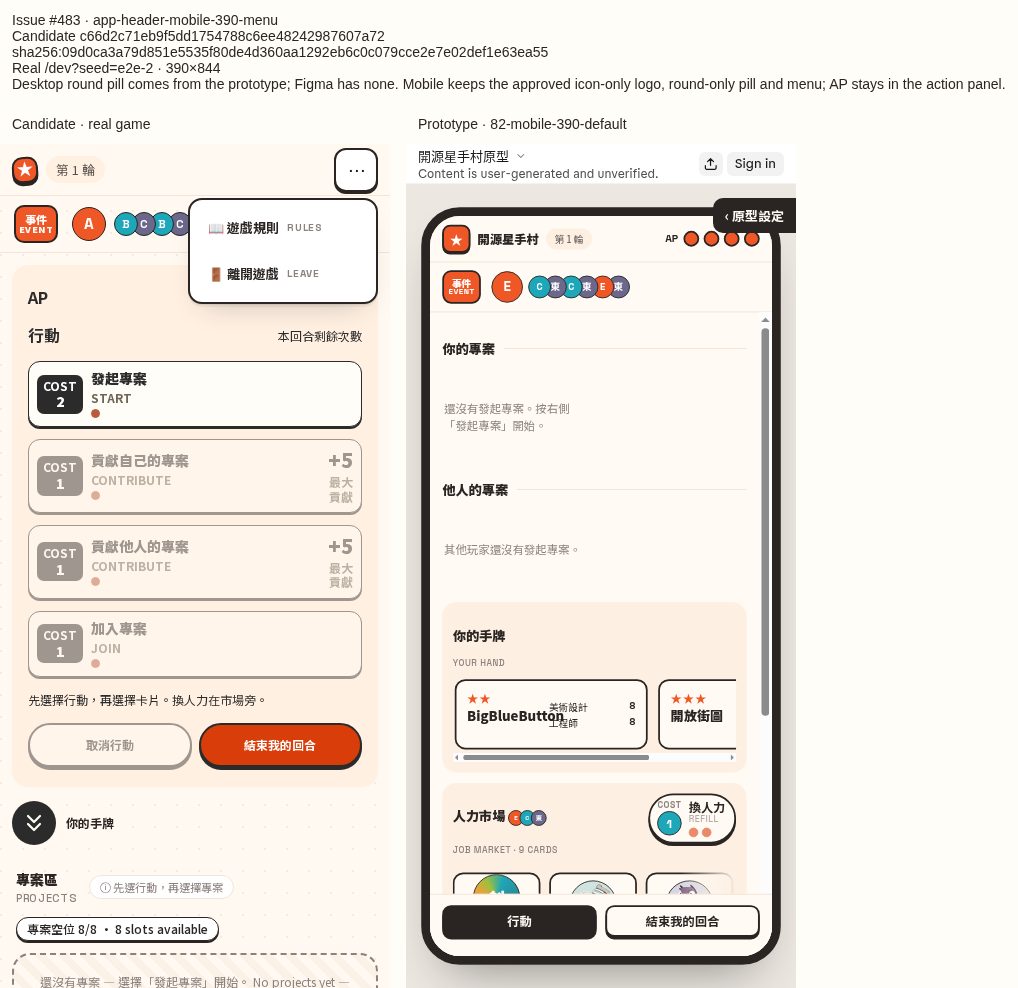 Issue #483 · app-header-mobile-390-menu
Candidate c66d2c71eb9f5dd1754788c6ee48242987607a72
sha256:09d0ca3a79d851e5535f80de4d360aa1292eb6c0c079cce2e7e02def1e63ea55
Real /dev?seed=e2e-2 · 390×844
Desktop round pill comes from the prototype; Figma has none. Mobile keeps the approved icon-only logo, round-only pill and menu; AP stays in the action panel.
Candidate · real game
第 1 輪
...
事件
EVENT
A
B
C
B
C
📖 遊戲規則 RULES
🚪 離開遊戲 LEAVE
AP
行動
本回合剩餘次數
COST
2
發起專案
START
COST
1
貢獻自己的專案
CONTRIBUTE
+5
最大
貢獻
COST
1
貢獻他人的專案
CONTRIBUTE
+5
最大
貢獻
COST
1
加入專案
JOIN
先選擇行動，再選擇卡片。換人力在市場旁。
取消行動
結束我的回合
你的手牌
專案區
PROJECTS
ⓘ 先選行動，再選擇專案
專案空位 8/8 • 8 slots available
還沒有專案 — 選擇「發起專案」開始。 No projects yet —
Prototype · 82-mobile-390-default
開源星手村原型
Content is user-generated and unverified.
Sign in
‹ 原型設定
開源星手村
第 1 輪
AP
事件
EVENT
E
C
東
C
東
E
東
你的專案
還沒有發起專案。按右側
「發起專案」開始。
他人的專案
其他玩家還沒有發起專案。
你的手牌
YOUR HAND
★★
BigBlueButton
美術設計 8
工程師 8
★★★
開放街圖
人力市場
E
C
東
JOB MARKET · 9 CARDS
COST
1
換人力
REFILL
行動
結束我的回合